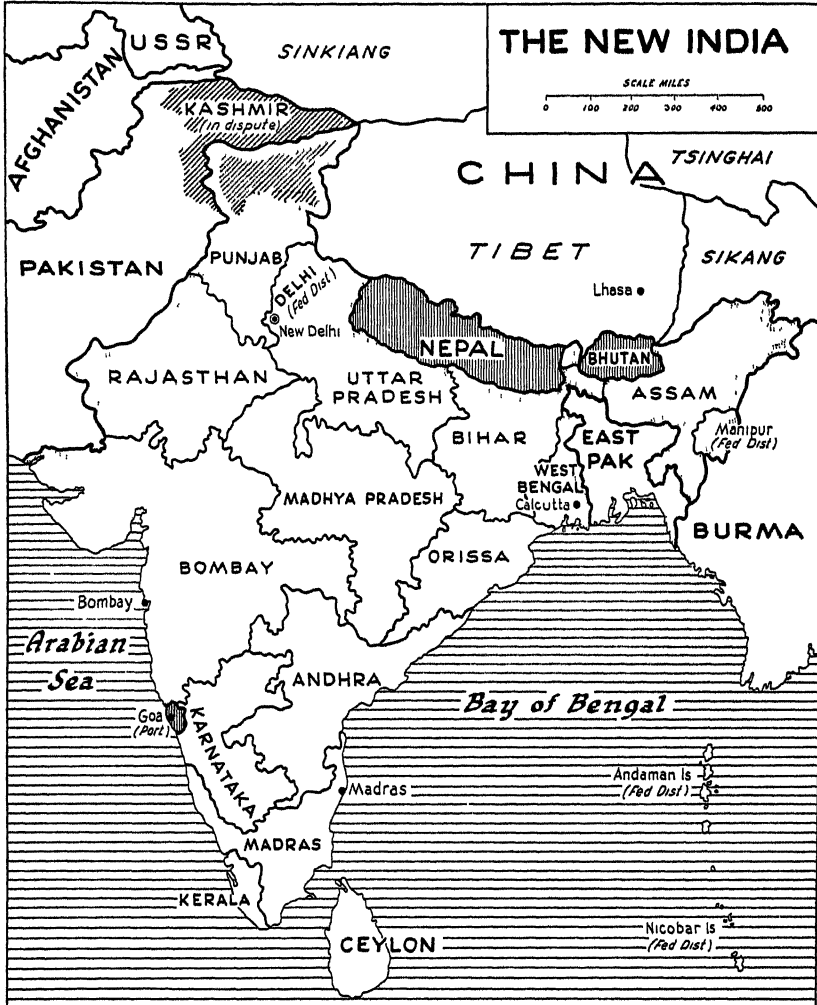 THE NEW INDIA
SCALE MILES
0 100 200 300 400 500
USSR
SINKIANG
AFGHANISTAN
KASHMIR
(in dispute)
CHINA
TSINGHAI
TIBET
SIKANG
PAKISTAN
PUNJAB
DELHI
(Fed Dist)
New Delhi
Lhasa
NEPAL
BHUTAN
RAJASTHAN
UTTAR
PRADESH
ASSAM
BIHAR
EAST
PAK
Manipur
(Fed Dist)
WEST
BENGAL
Calcutta
MADHYA PRADESH
BURMA
ORISSA
BOMBAY
Bombay
Arabian
Sea
ANDHRA
Bay of Bengal
Goa
(Port)
KARNATAKA
Madras
Andaman Is
(Fed Dist)
MADRAS
KERALA
CEYLON
Nicobar Is
(Fed Dist)